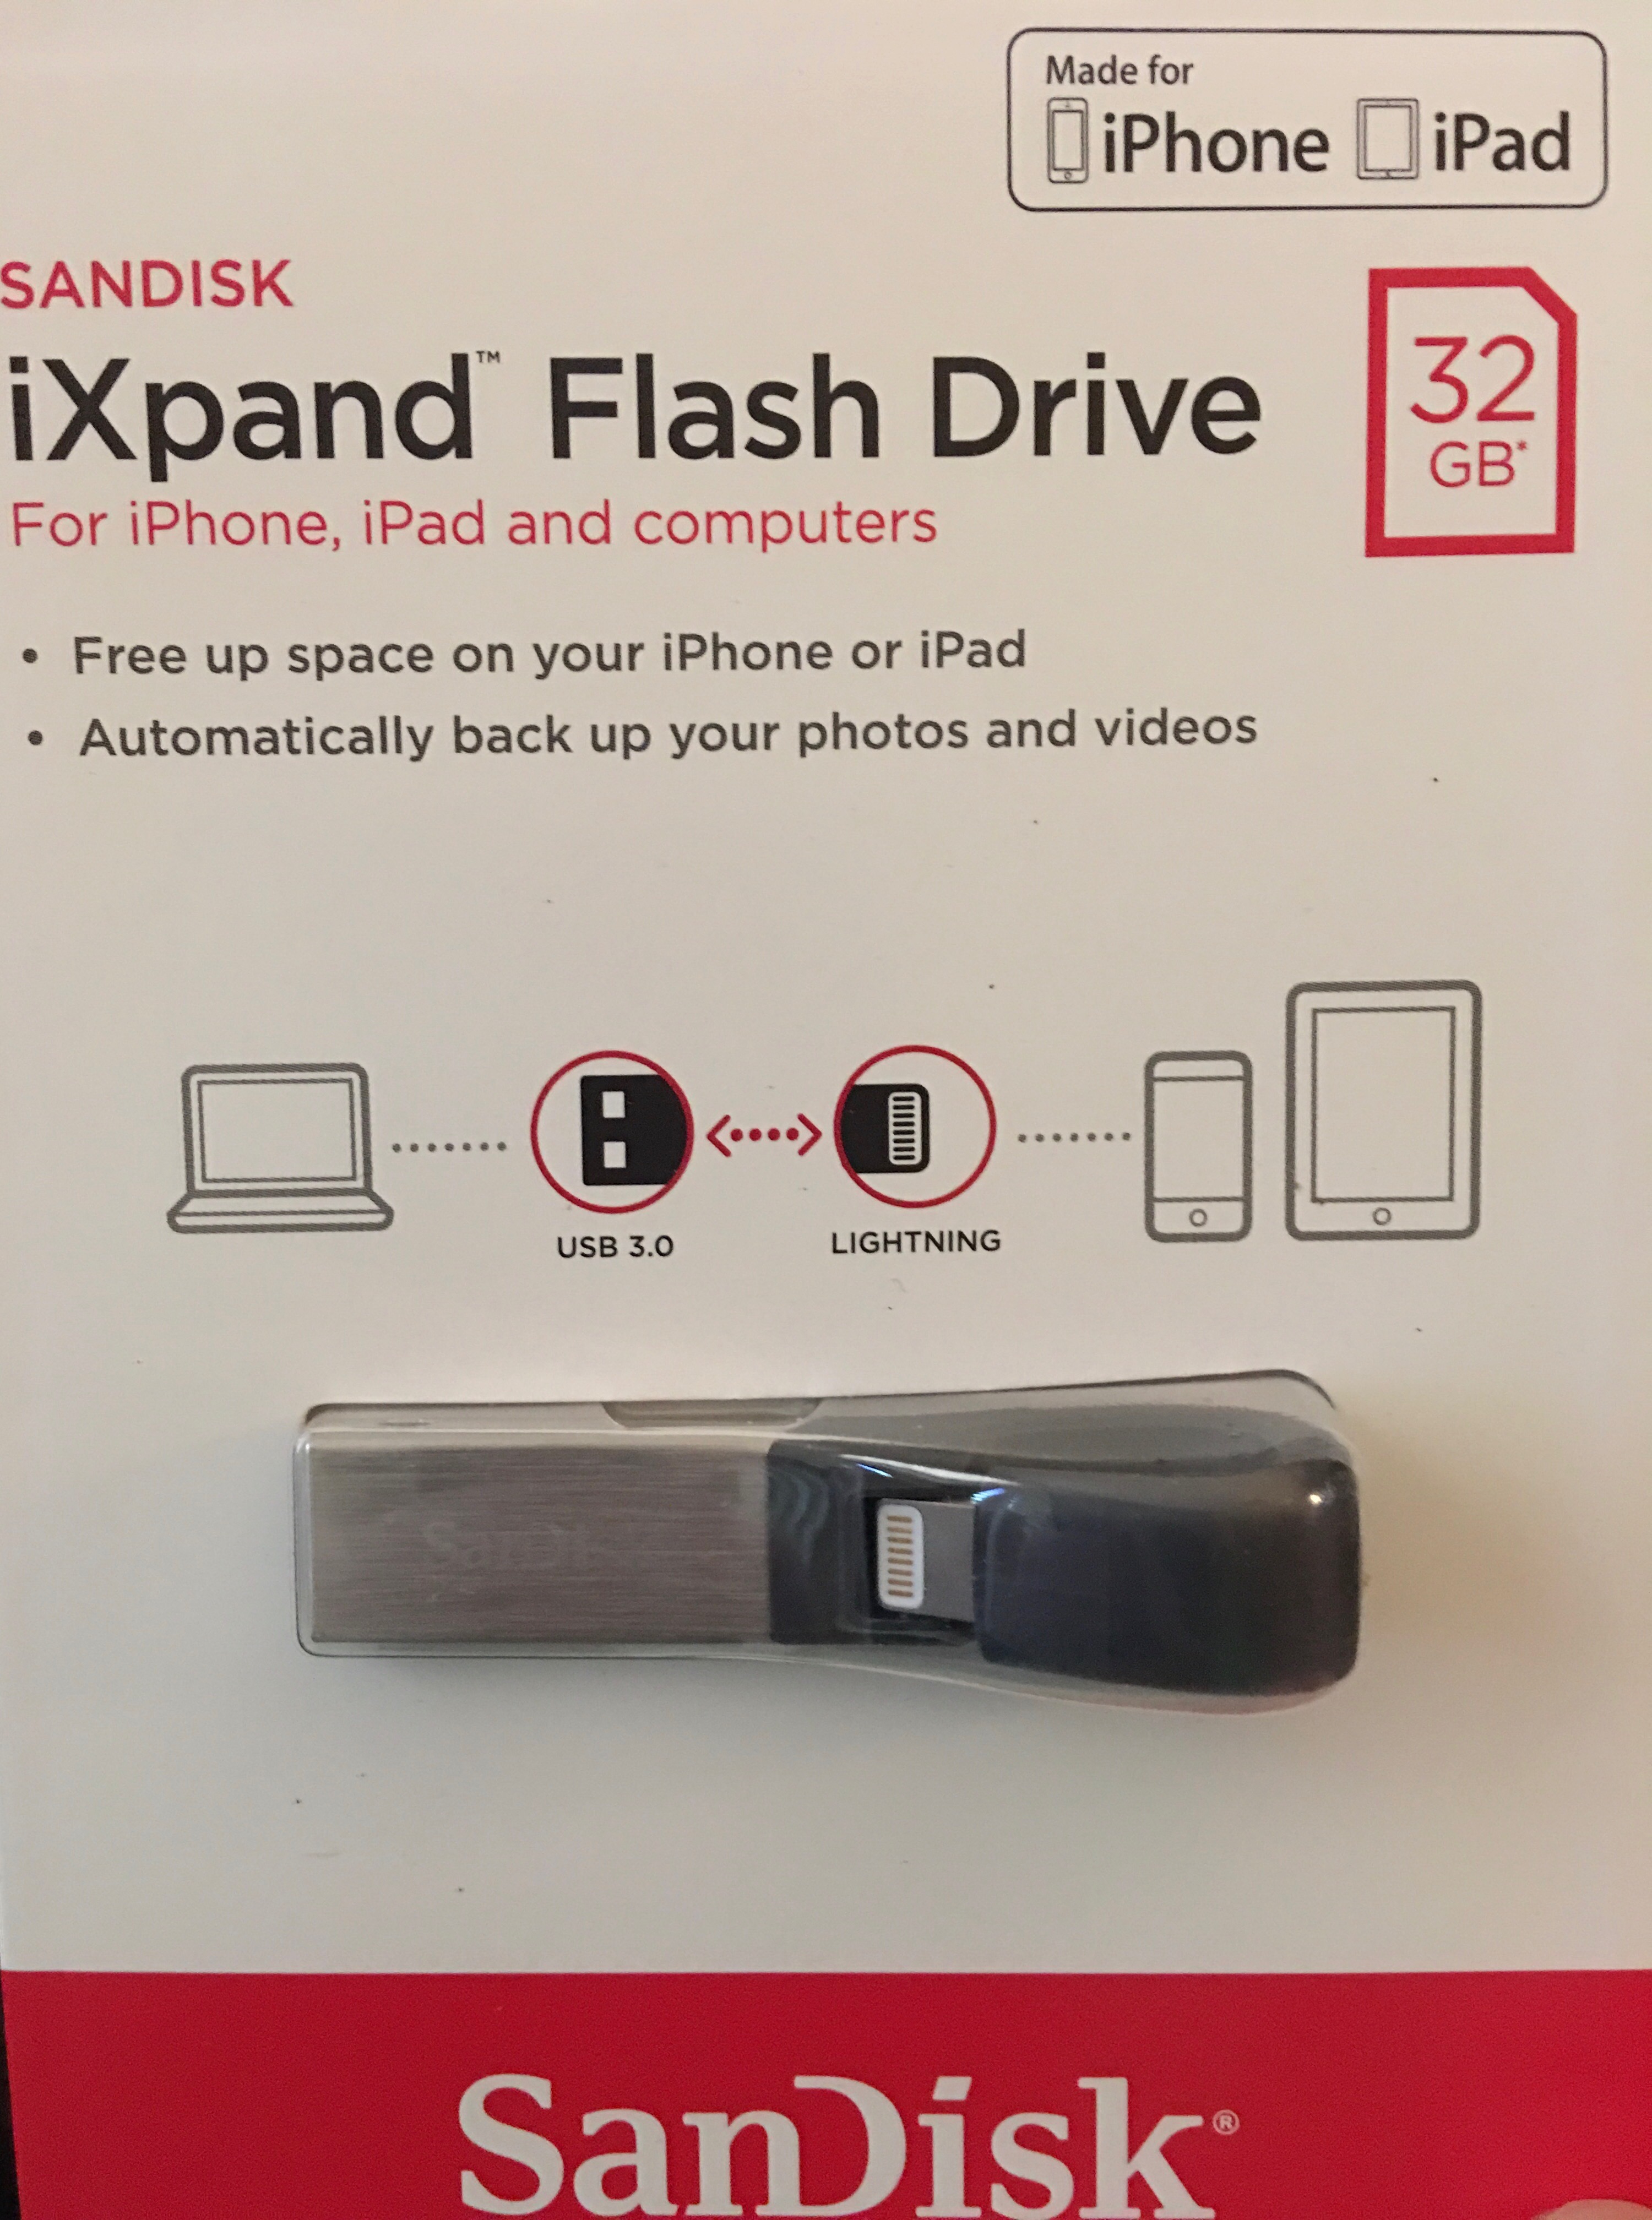 Made for
iPhone iPad
SANDISK
iXpand™ Flash Drive
32
GB*
For iPhone, iPad and computers
• Free up space on your iPhone or iPad
• Automatically back up your photos and videos
USB 3.0
LIGHTNING
SanDisk
SanDisk®